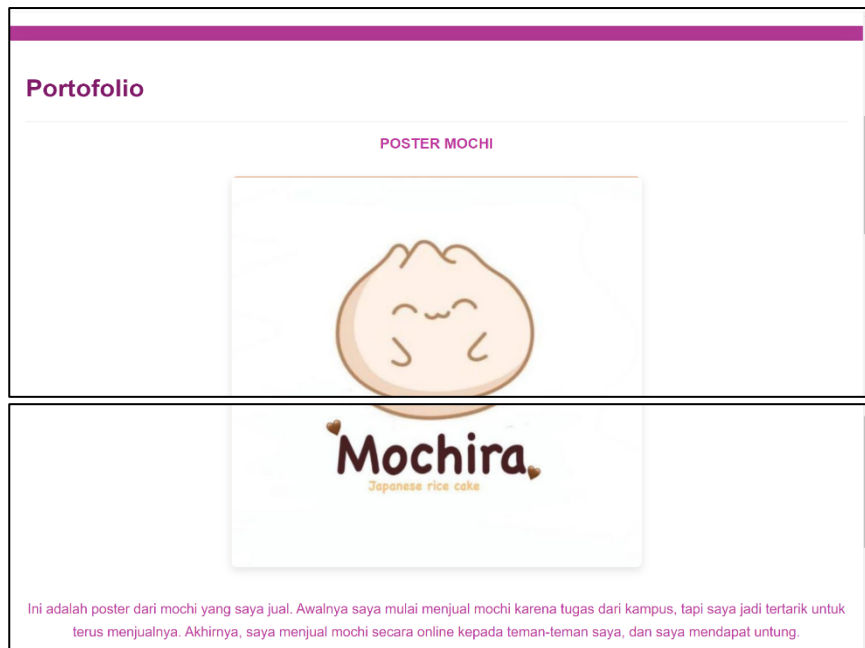 Portofolio
POSTER MOCHI
Mochira
Japanese rice cake
Ini adalah poster dari mochi yang saya jual. Awalnya saya mulai menjual mochi karena tugas dari kampus, tapi saya jadi tertarik untuk
terus menjualnya. Akhirnya, saya menjual mochi secara online kepada teman-teman saya, dan saya mendapat untung.